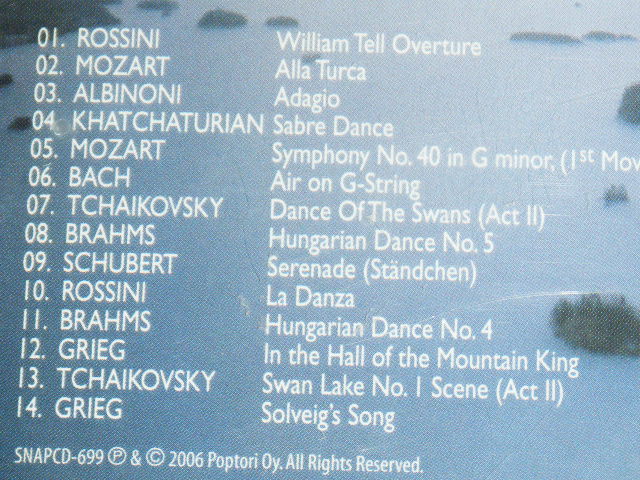 01. ROSSINI William Tell Overture
02. MOZART Alla Turca
03. ALBINONI Adagio
04. KHATCHATURIAN Sabre Dance
05. MOZART Symphony No. 40 in G minor, (1st Mov
06. BACH Air on G-String
07. TCHAIKOVSKY Dance Of The Swans (Act II)
08. BRAHMS Hungarian Dance No. 5
09. SCHUBERT Serenade (Ständchen)
10. ROSSINI La Danza
11. BRAHMS Hungarian Dance No. 4
12. GRIEG In the Hall of the Mountain King
13. TCHAIKOVSKY Swan Lake No. 1 Scene (Act II)
14. GRIEG Solveig's Song
SNAPCD-699 ℗ & © 2006 Poptori Oy. All Rights Reserved.